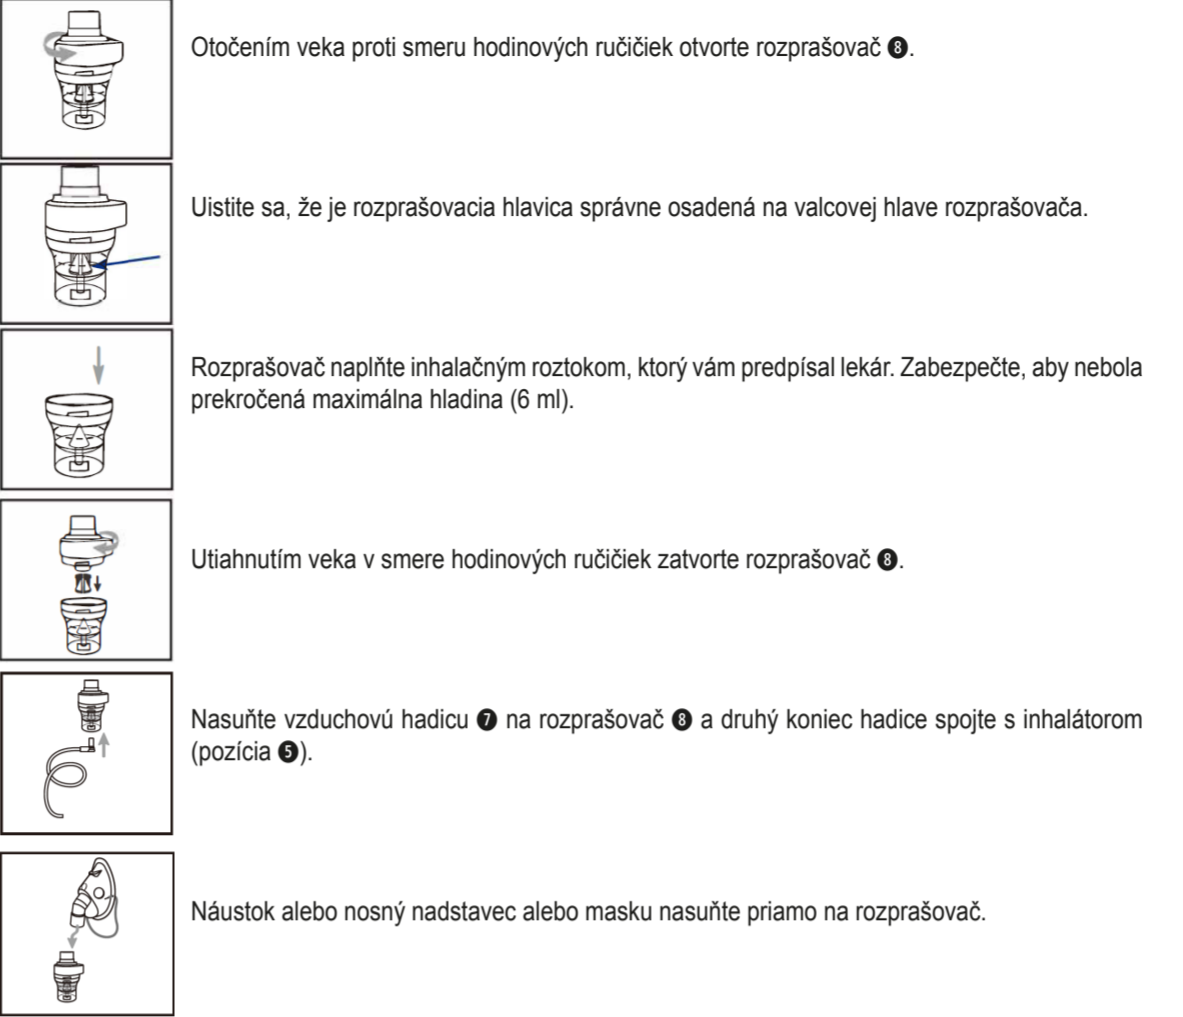 Otočením veka proti smeru hodinových ručičiek otvorte rozprašovač ❽.
Uistite sa, že je rozprašovacia hlavica správne osadená na valcovej hlave rozprašovača.
Rozprašovač naplňte inhalačným roztokom, ktorý vám predpísal lekár. Zabezpečte, aby nebola
prekročená maximálna hladina (6 ml).
Utiahnutím veka v smere hodinových ručičiek zatvorte rozprašovač ❽.
Nasuňte vzduchovú hadicu ❼ na rozprašovač ❽ a druhý koniec hadice spojte s inhalátorom
(pozícia ❺).
Náustok alebo nosný nadstavec alebo masku nasuňte priamo na rozprašovač.